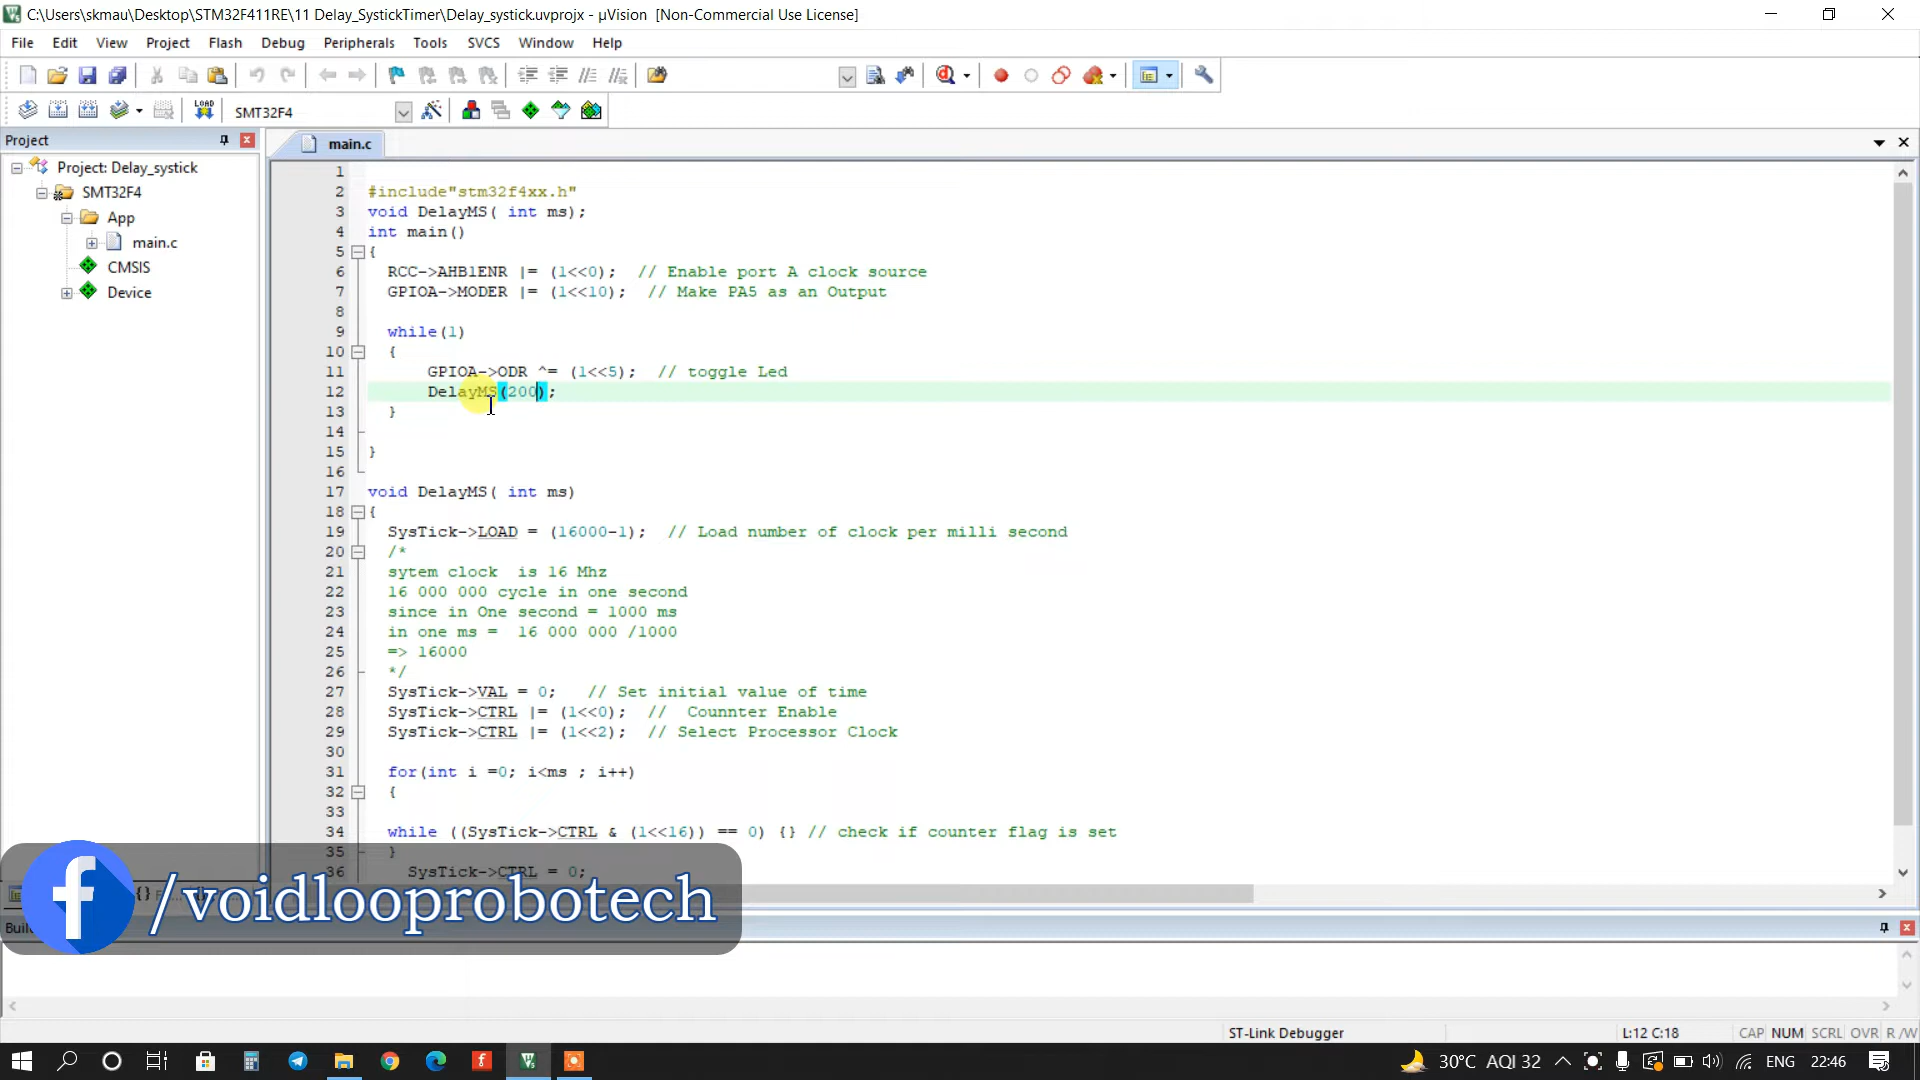 C:\Users\skmau\Desktop\STM32F411RE\11 Delay_SystickTimer\Delay_systick.uvprojx - µVision [Non-Commercial Use License]
File Edit View Project Flash Debug Peripherals Tools SVCS Window Help
LOAD SMT32F4
Project
main.c
Project: Delay_systick
SMT32F4
App
main.c
CMSIS
Device
1
2 #include"stm32f4xx.h"
3 void DelayMS( int ms);
4 int main()
5 {
6 RCC->AHB1ENR |= (1<<0); // Enable port A clock source
7 GPIOA->MODER |= (1<<10); // Make PA5 as an Output
8
9 while(1)
10 {
11 GPIOA->ODR ^= (1<<5); // toggle Led
12 DelayMS(200);
13 }
14
15 }
16
17 void DelayMS( int ms)
18 {
19 SysTick->LOAD = (16000-1); // Load number of clock per milli second
20 /*
21 sytem clock is 16 Mhz
22 16 000 000 cycle in one second
23 since in One second = 1000 ms
24 in one ms = 16 000 000 /1000
25 => 16000
26 */
27 SysTick->VAL = 0; // Set initial value of time
28 SysTick->CTRL |= (1<<0); // Counnter Enable
29 SysTick->CTRL |= (1<<2); // Select Processor Clock
30
31 for(int i =0; i<ms ; i++)
32 {
33
34 while ((SysTick->CTRL & (1<<16)) == 0) {} // check if counter flag is set
35 }
36 SysTick->CTRL = 0;
/voidlooprobotech
ST-Link Debugger L:12 C:18 CAP NUM SCRL OVR R/W
30°C AQI 32 ENG 22:46